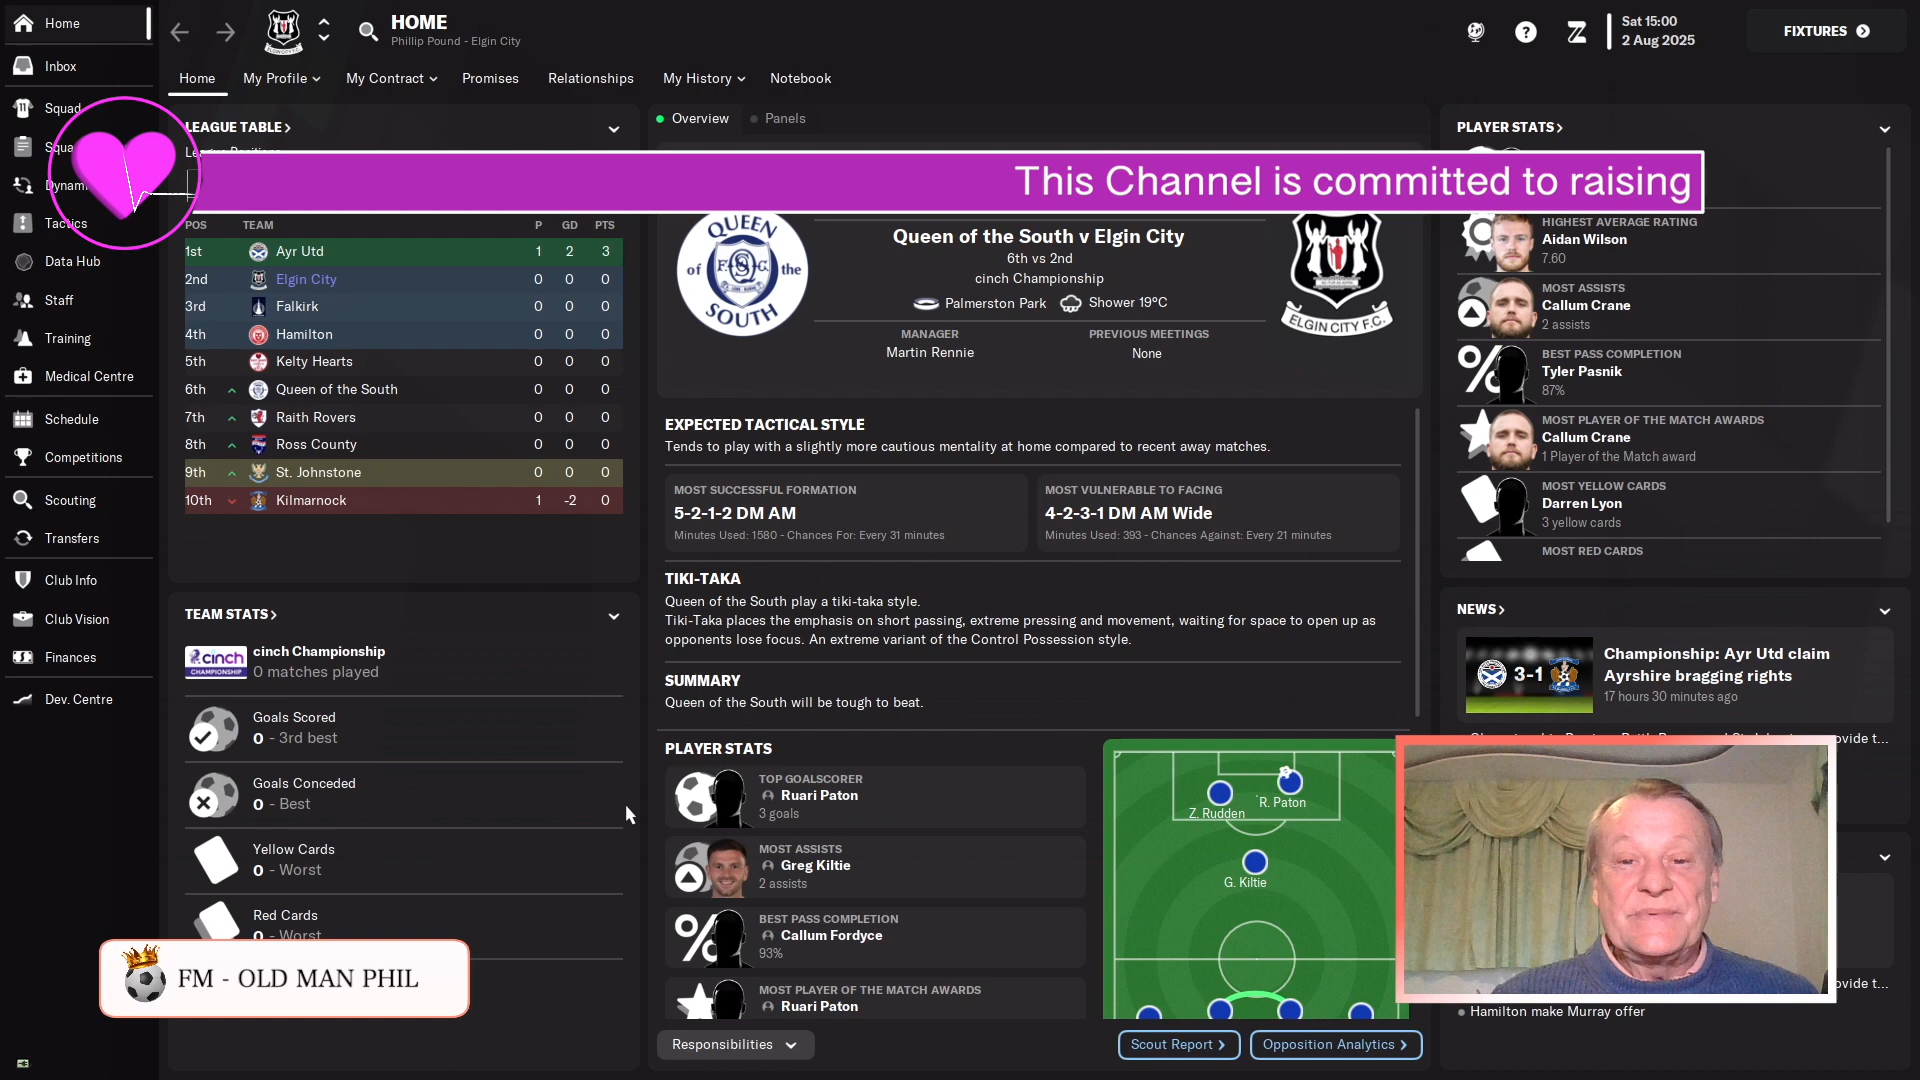 Home
Inbox
Squad
Squa
Dynam
Tactics
Data Hub
Staff
Training
Medical Centre
Schedule
Competitions
Scouting
Transfers
Club Info
Club Vision
Finances
Dev. Centre
ELGIN CITY F.C.
HOME
Phillip Pound - Elgin City
Sat 15:00
2 Aug 2025
FIXTURES
Home
My Profile
My Contract
Promises
Relationships
My History
Notebook
This Channel is committed to raising
LEAGUE TABLE
POS TEAM P GD PTS
1st Ayr Utd 1 2 3
2nd Elgin City 0 0 0
3rd Falkirk 0 0 0
4th Hamilton 0 0 0
5th Kelty Hearts 0 0 0
6th Queen of the South 0 0 0
7th Raith Rovers 0 0 0
8th Ross County 0 0 0
9th St. Johnstone 0 0 0
10th Kilmarnock 1 -2 0
TEAM STATS
cinch
CHAMPIONSHIP
cinch Championship
0 matches played
Goals Scored
0 - 3rd best
Goals Conceded
0 - Best
Yellow Cards
0 - Worst
Red Cards
0 - Worst
FM - OLD MAN PHIL
Overview
Panels
QUEEN
of F.S.C. the
SOUTH
Queen of the South v Elgin City
6th vs 2nd
cinch Championship
Palmerston Park
Shower 19°C
MANAGER
Martin Rennie
PREVIOUS MEETINGS
None
ELGIN CITY F.C.
EXPECTED TACTICAL STYLE
Tends to play with a slightly more cautious mentality at home compared to recent away matches.
MOST SUCCESSFUL FORMATION
5-2-1-2 DM AM
Minutes Used: 1580 - Chances For: Every 31 minutes
MOST VULNERABLE TO FACING
4-2-3-1 DM AM Wide
Minutes Used: 393 - Chances Against: Every 21 minutes
TIKI-TAKA
Queen of the South play a tiki-taka style.
Tiki-Taka places the emphasis on short passing, extreme pressing and movement, waiting for space to open up as
opponents lose focus. An extreme variant of the Control Possession style.
SUMMARY
Queen of the South will be tough to beat.
PLAYER STATS
TOP GOALSCORER
Ruari Paton
3 goals
MOST ASSISTS
Greg Kiltie
2 assists
BEST PASS COMPLETION
Callum Fordyce
93%
MOST PLAYER OF THE MATCH AWARDS
Ruari Paton
Z. Rudden
R. Paton
G. Kiltie
Responsibilities
Scout Report
Opposition Analytics
PLAYER STATS
HIGHEST AVERAGE RATING
Aidan Wilson
7.60
MOST ASSISTS
Callum Crane
2 assists
BEST PASS COMPLETION
Tyler Pasnik
87%
MOST PLAYER OF THE MATCH AWARDS
Callum Crane
1 Player of the Match award
MOST YELLOW CARDS
Darren Lyon
3 yellow cards
MOST RED CARDS
NEWS
3-1
Championship: Ayr Utd claim
Ayrshire bragging rights
17 hours 30 minutes ago
ovide t...
ovide t...
Hamilton make Murray offer